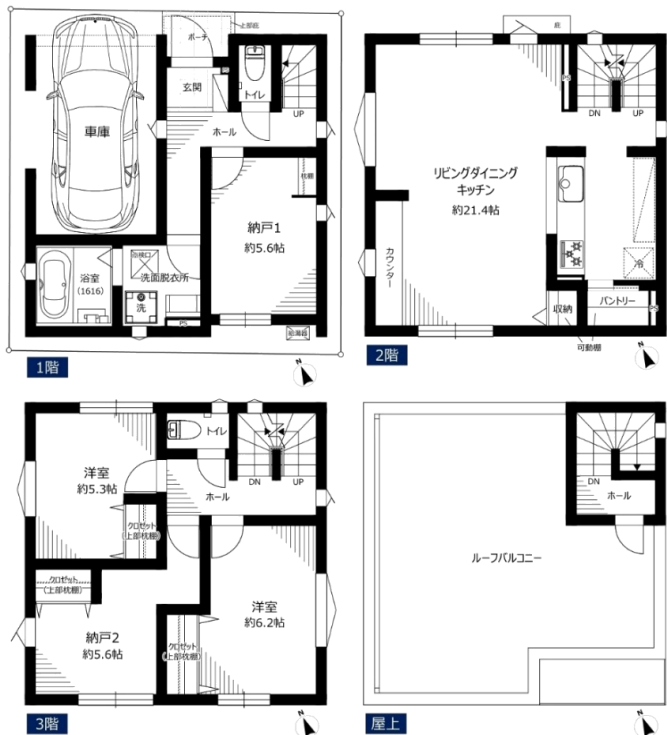 上部庇
ポーチ
玄関
トイレ
UP
車庫
ホール
枕棚
納戸1
約5.6帖
浴室
(1616)
点検口
洗面脱衣所
洗
PS
給湯器
1階
N
庇
PS
DN
UP
リビングダイニング
キッチン
約21.4帖
カウンター
冷
収納
パントリー
PS
可動棚
2階
N
洋室
約5.3帖
トイレ
DN
UP
ホール
クロゼット
(上部枕棚)
クロゼット
(上部枕棚)
洋室
約6.2帖
納戸2
約5.6帖
クロゼット
(上部枕棚)
3階
N
DN
ホール
ルーフバルコニー
屋上
N